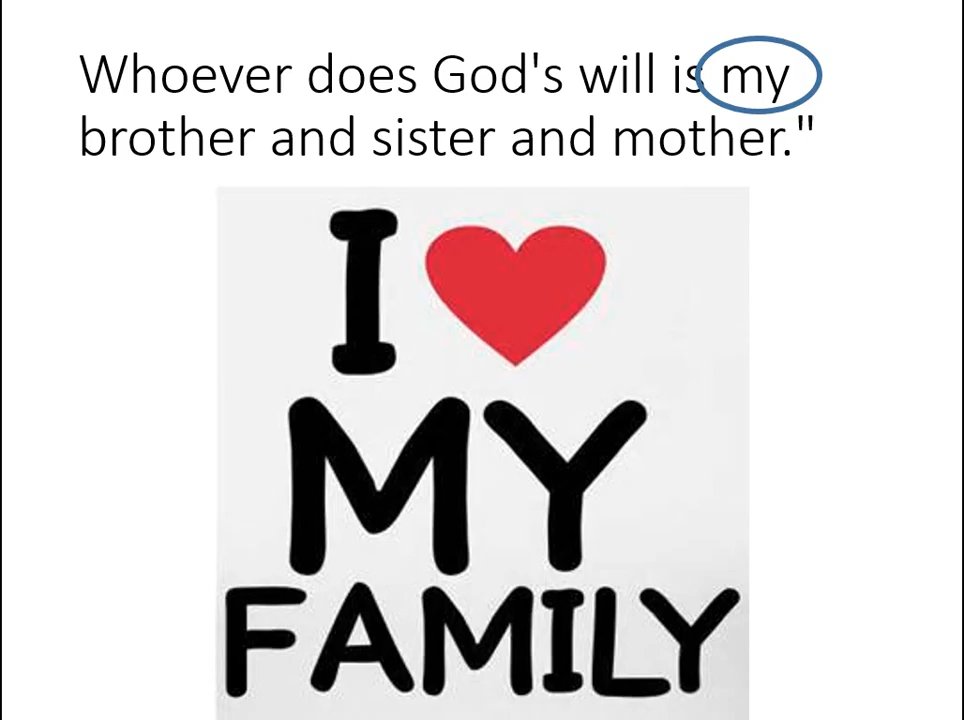 Whoever does God's will is my
brother and sister and mother."
I
MY
FAMILY